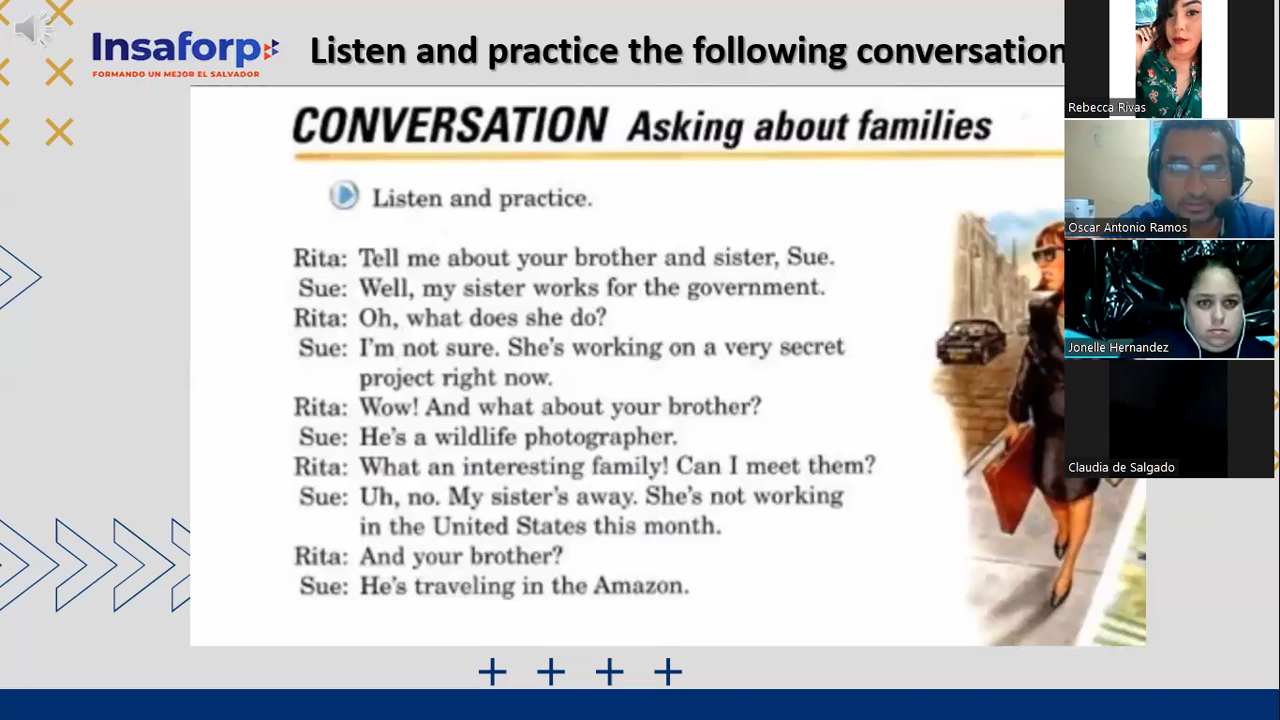 Insaforp
FORMANDO UN MEJOR EL SALVADOR
Listen and practice the following conversation
CONVERSATION Asking about families
Listen and practice.
Rita: Tell me about your brother and sister, Sue.
Sue: Well, my sister works for the government.
Rita: Oh, what does she do?
Sue: I'm not sure. She's working on a very secret
project right now.
Rita: Wow! And what about your brother?
Sue: He's a wildlife photographer.
Rita: What an interesting family! Can I meet them?
Sue: Uh, no. My sister's away. She's not working
in the United States this month.
Rita: And your brother?
Sue: He's traveling in the Amazon.
Rebecca Rivas
Oscar Antonio Ramos
Jonelle Hernandez
Claudia de Salgado